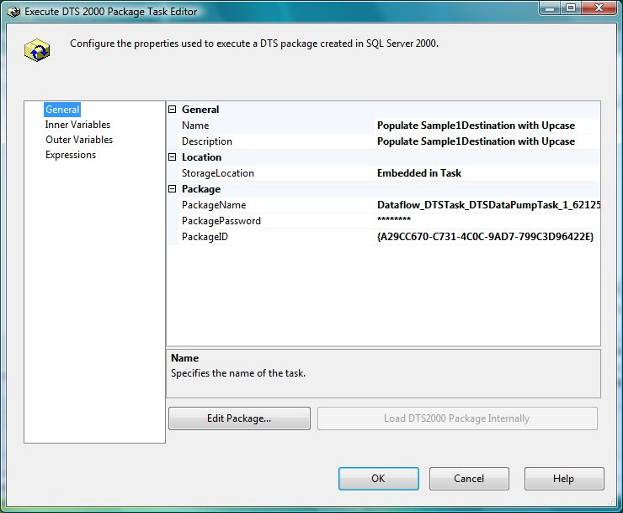 Execute DTS 2000 Package Task Editor
Configure the properties used to execute a DTS package created in SQL Server 2000.
General
Inner Variables
Outer Variables
Expressions
General
Name Populate Sample1Destination with Upcase
Description Populate Sample1Destination with Upcase
Location
StorageLocation Embedded in Task
Package
PackageName Dataflow_DTSTask_DTSDataPumpTask_1_62125
PackagePassword ********
PackageID {A29CC670-C731-4C0C-9AD7-799C3D96422E}
Name
Specifies the name of the task.
Edit Package...
Load DTS2000 Package Internally
OK
Cancel
Help